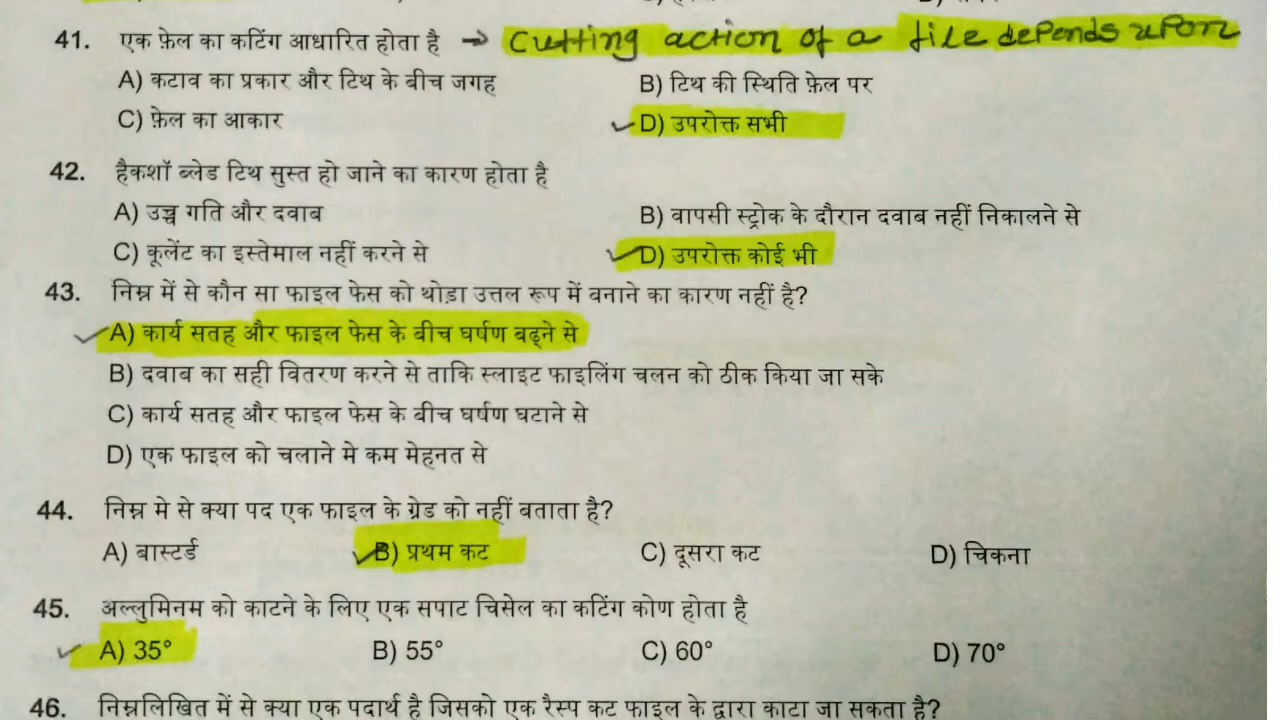 41. एक फ़ेल का कटिंग आधारित होता है → Cutting action of a file depends upon
A) कटाव का प्रकार और टिथ के बीच जगह B) टिथ की स्थिति फ़ेल पर
C) फ़ेल का आकार D) उपरोक्त सभी
42. हैकशॉ ब्लेड टिथ सुस्त हो जाने का कारण होता है
A) उच्च गति और दवाब B) वापसी स्ट्रोक के दौरान दवाब नहीं निकालने से
C) कूलेंट का इस्तेमाल नहीं करने से D) उपरोक्त कोई भी
43. निम्न में से कौन सा फाइल फेस को थोड़ा उत्तल रूप में बनाने का कारण नहीं है?
A) कार्य सतह और फाइल फेस के बीच घर्षण बढ्ने से
B) दवाब का सही वितरण करने से ताकि स्लाइट फाइलिंग चलन को ठीक किया जा सके
C) कार्य सतह और फाइल फेस के बीच घर्षण घटाने से
D) एक फाइल को चलाने मे कम मेहनत से
44. निम्न मे से क्या पद एक फाइल के ग्रेड को नहीं बताता है?
A) बास्टर्ड B) प्रथम कट C) दूसरा कट D) चिकना
45. अल्लुमिनम को काटने के लिए एक सपाट चिसेल का कटिंग कोण होता है
A) 35° B) 55° C) 60° D) 70°
46. निम्नलिखित में से क्या एक पदार्थ है जिसको एक रैस्प कट फाइल के द्वारा काटा जा सकता है?